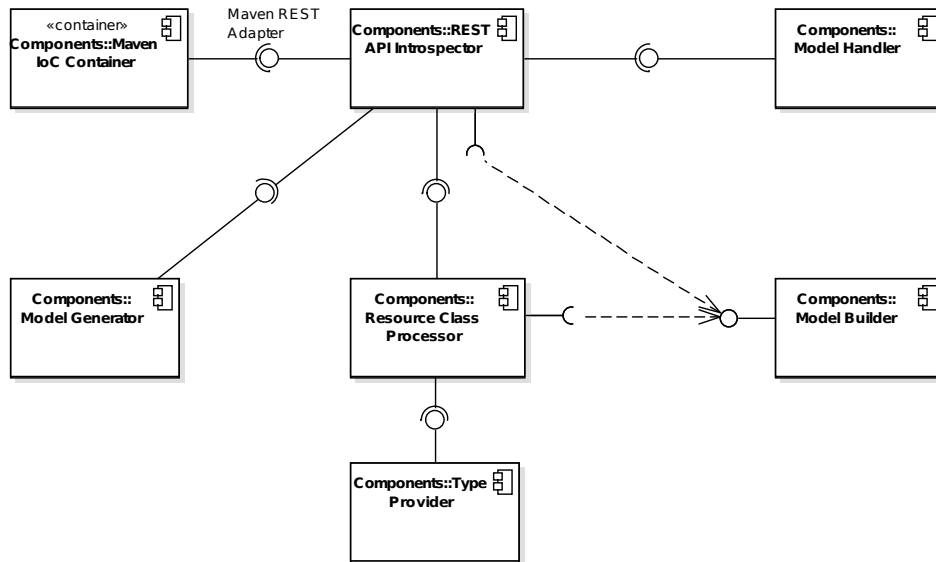 «container»
Components::Maven
IoC Container
Maven REST
Adapter
Components::REST
API Introspector
Components::
Model Handler
Components::
Model Generator
Components::
Resource Class
Processor
Components::
Model Builder
Components::Type
Provider